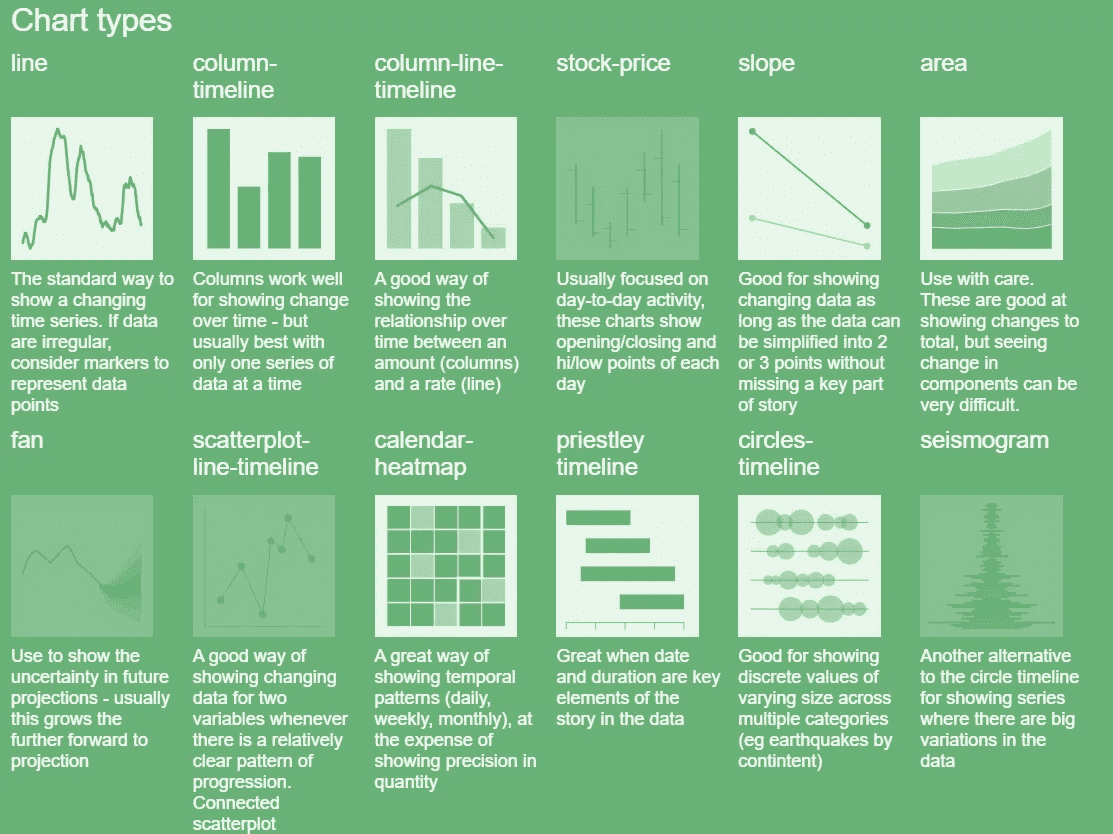 Chart types
line
The standard way to
show a changing
time series. If data
are irregular,
consider markers to
represent data
points
column-
timeline
Columns work well
for showing change
over time - but
usually best with
only one series of
data at a time
column-line-
timeline
A good way of
showing the
relationship over
time between an
amount (columns)
and a rate (line)
stock-price
Usually focused on
day-to-day activity,
these charts show
opening/closing and
hi/low points of each
day
slope
Good for showing
changing data as
long as the data can
be simplified into 2
or 3 points without
missing a key part
of story
area
Use with care.
These are good at
showing changes to
total, but seeing
change in
components can be
very difficult.
fan
Use to show the
uncertainty in future
projections - usually
this grows the
further forward to
projection
scatterplot-
line-timeline
A good way of
showing changing
data for two
variables whenever
there is a relatively
clear pattern of
progression.
Connected
scatterplot
calendar-
heatmap
A great way of
showing temporal
patterns (daily,
weekly, monthly), at
the expense of
showing precision in
quantity
priestley
timeline
Great when date
and duration are key
elements of the
story in the data
circles-
timeline
Good for showing
discrete values of
varying size across
multiple categories
(eg earthquakes by
contintent)
seismogram
Another alternative
to the circle timeline
for showing series
where there are big
variations in the
data